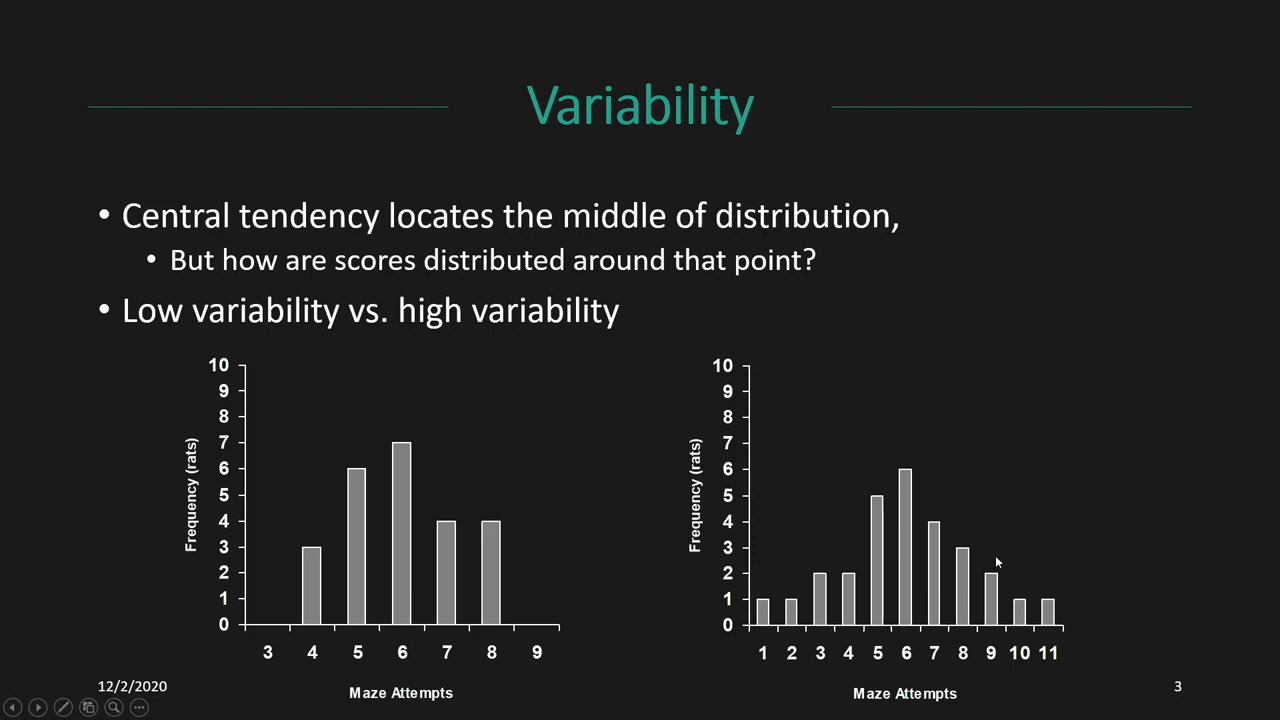 Variability
• Central tendency locates the middle of distribution,
• But how are scores distributed around that point?
• Low variability vs. high variability
10
9
8
7
6
5
4
3
2
1
0
Frequency (rats)
3 4 5 6 7 8 9
Maze Attempts
10
9
8
7
6
5
4
3
2
1
0
Frequency (rats)
1 2 3 4 5 6 7 8 9 10 11
Maze Attempts
12/2/2020
3